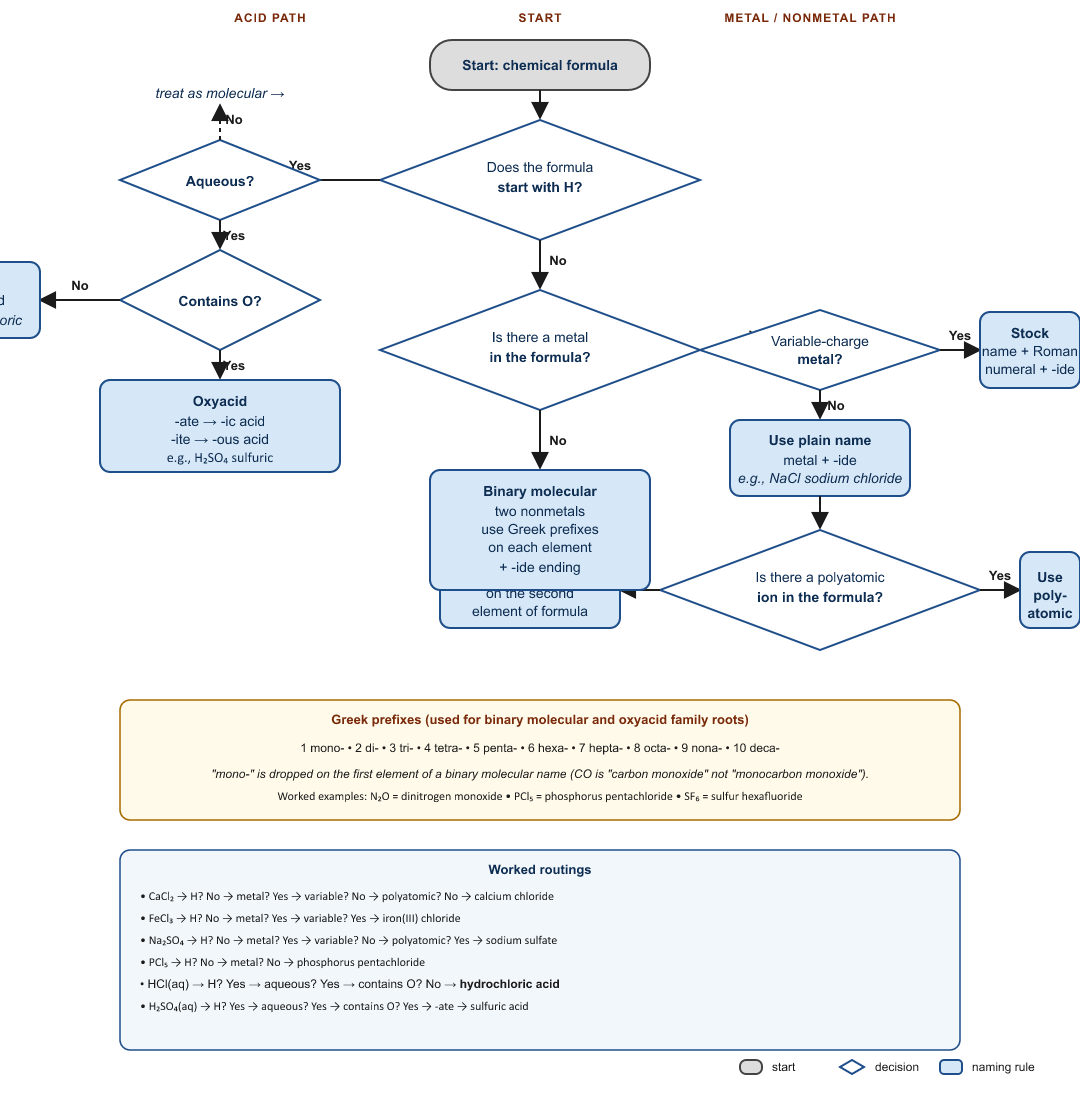 ACID PATH
START
METAL / NONMETAL PATH
Start: chemical formula
treat as molecular →
No
Yes
Aqueous?
Does the formula
start with H?
Yes
No
Contains O?
No
oric
Yes
Is there a metal
in the formula?
Variable-charge
metal?
Yes
Stock
name + Roman
numeral + -ide
No
Oxyacid
-ate → -ic acid
-ite → -ous acid
e.g., H₂SO₄ sulfuric
No
Use plain name
metal + -ide
e.g., NaCl sodium chloride
Binary molecular
two nonmetals
use Greek prefixes
on each element
+ -ide ending
on the second
element of formula
Is there a polyatomic
ion in the formula?
Yes
Use
poly-
atomic
Greek prefixes (used for binary molecular and oxyacid family roots)
1 mono- • 2 di- • 3 tri- • 4 tetra- • 5 penta- • 6 hexa- • 7 hepta- • 8 octa- • 9 nona- • 10 deca-
"mono-" is dropped on the first element of a binary molecular name (CO is "carbon monoxide" not "monocarbon monoxide").
Worked examples: N₂O = dinitrogen monoxide • PCl₅ = phosphorus pentachloride • SF₆ = sulfur hexafluoride
Worked routings
• CaCl₂ → H? No → metal? Yes → variable? No → polyatomic? No → calcium chloride
• FeCl₃ → H? No → metal? Yes → variable? Yes → iron(III) chloride
• Na₂SO₄ → H? No → metal? Yes → variable? No → polyatomic? Yes → sodium sulfate
• PCl₅ → H? No → metal? No → phosphorus pentachloride
• HCl(aq) → H? Yes → aqueous? Yes → contains O? No → hydrochloric acid
• H₂SO₄(aq) → H? Yes → aqueous? Yes → contains O? Yes → -ate → sulfuric acid
start
decision
naming rule